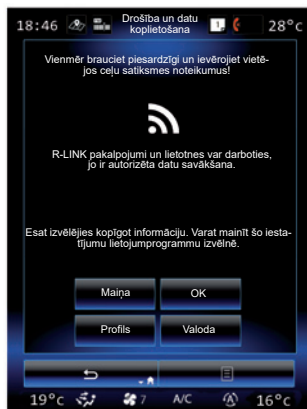 18:46
Drošība un datu
koplietošana
1
28°c
Vienmēr brauciet piesardzīgi un ievērojiet vietē-
jos ceļu satiksmes noteikumus!
R-LINK pakalpojumi un lietotnes var darboties,
jo ir autorizēta datu savākšana.
Esat izvēlējies kopīgot informāciju. Varat mainīt šo iesta-
tījumu lietojumprogrammu izvēlnē.
Maiņa OK
Profils Valoda
19°c 7 A/C 16°c